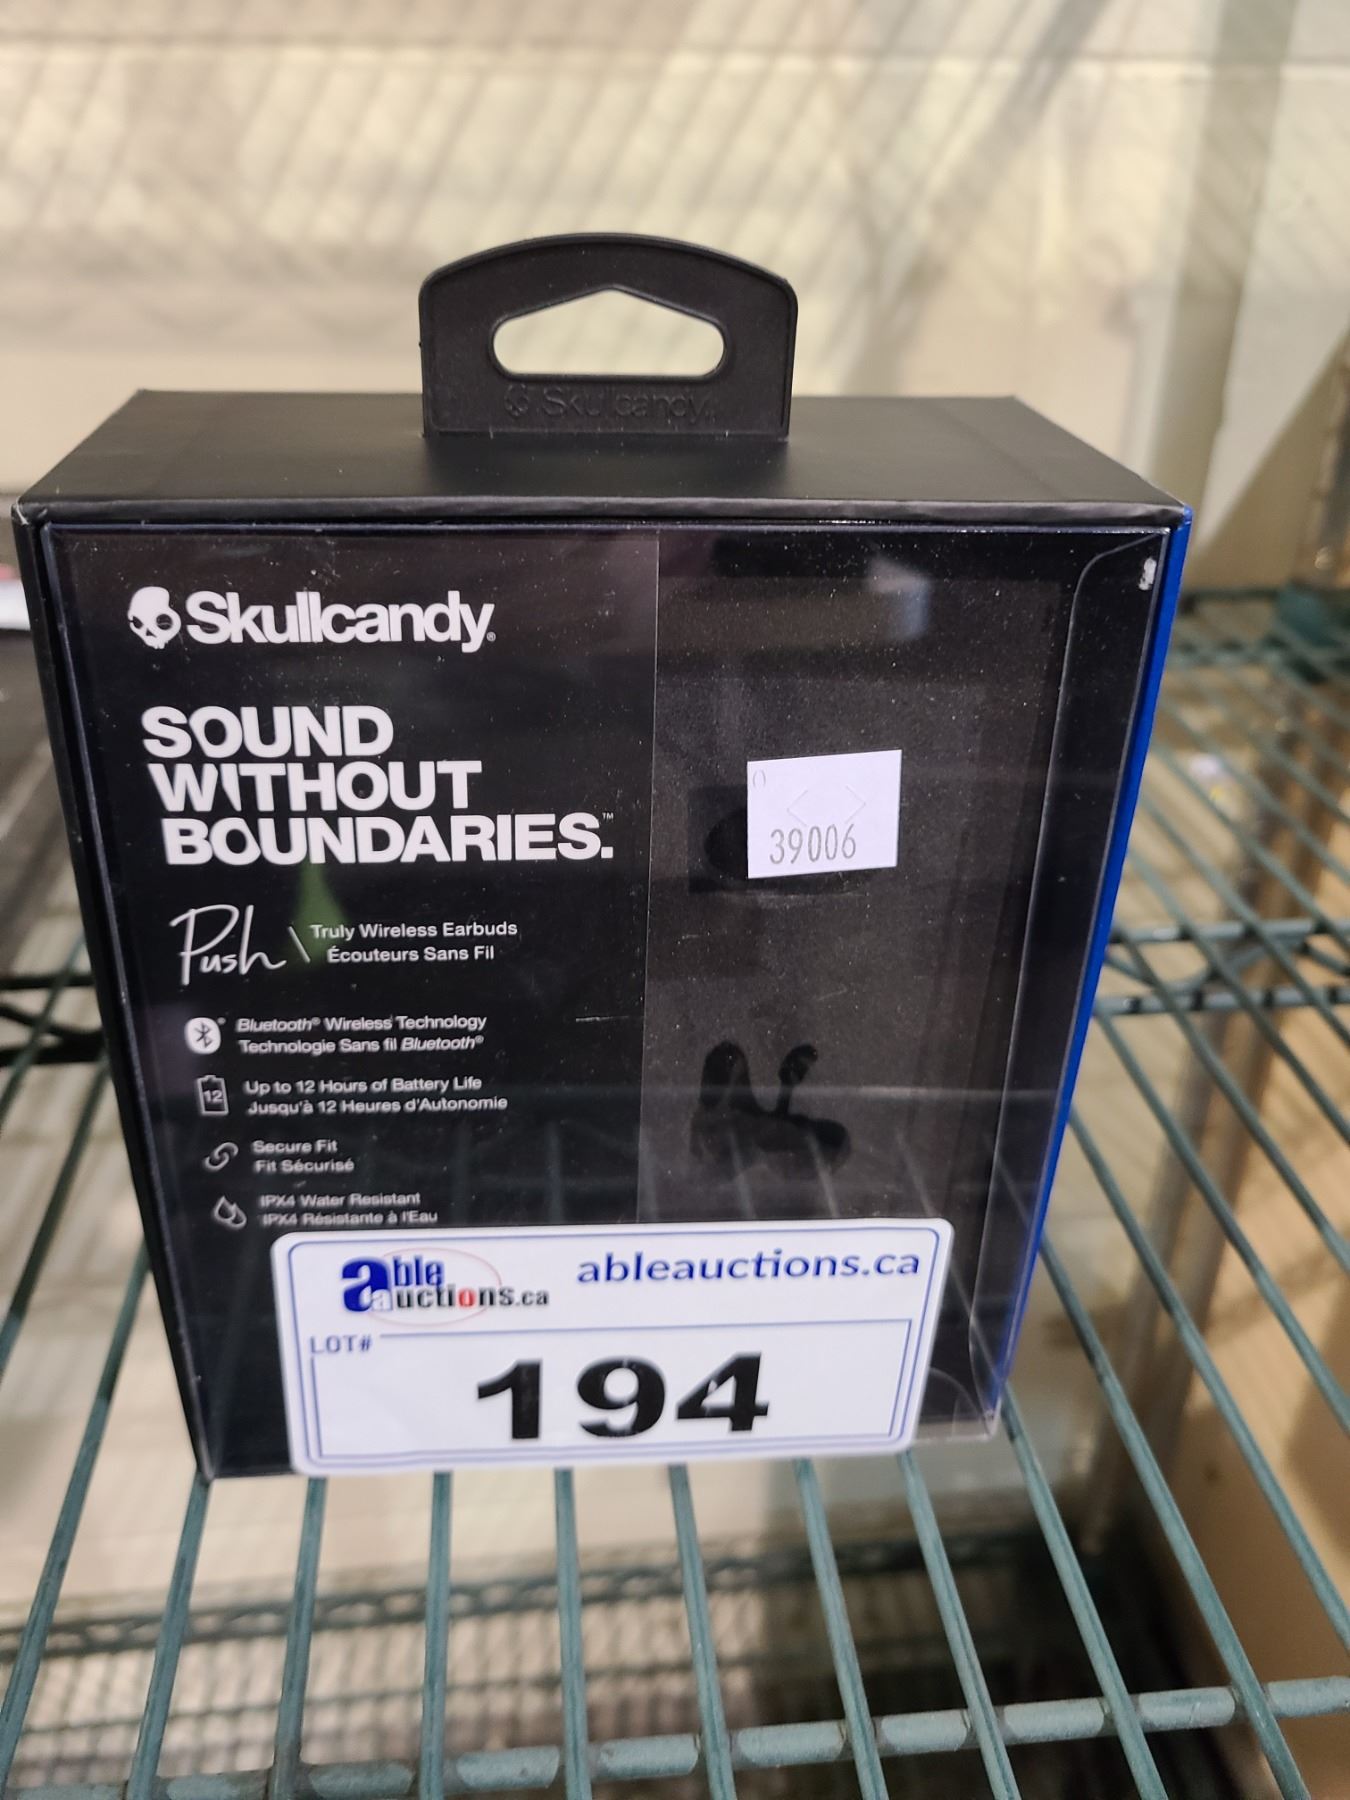 Skullcandy
Skullcandy®
SOUND
WITHOUT
BOUNDARIES.™
39006
Push \ Truly Wireless Earbuds
Écouteurs Sans Fil
Bluetooth® Wireless Technology
Technologie Sans fil Bluetooth®
12
Up to 12 Hours of Battery Life
Jusqu'à 12 Heures d'Autonomie
Secure Fit
Fit Sécurisé
IPX4 Water Resistant
IPX4 Résistante à l'Eau
able auctions.ca
ableauctions.ca
LOT#
194